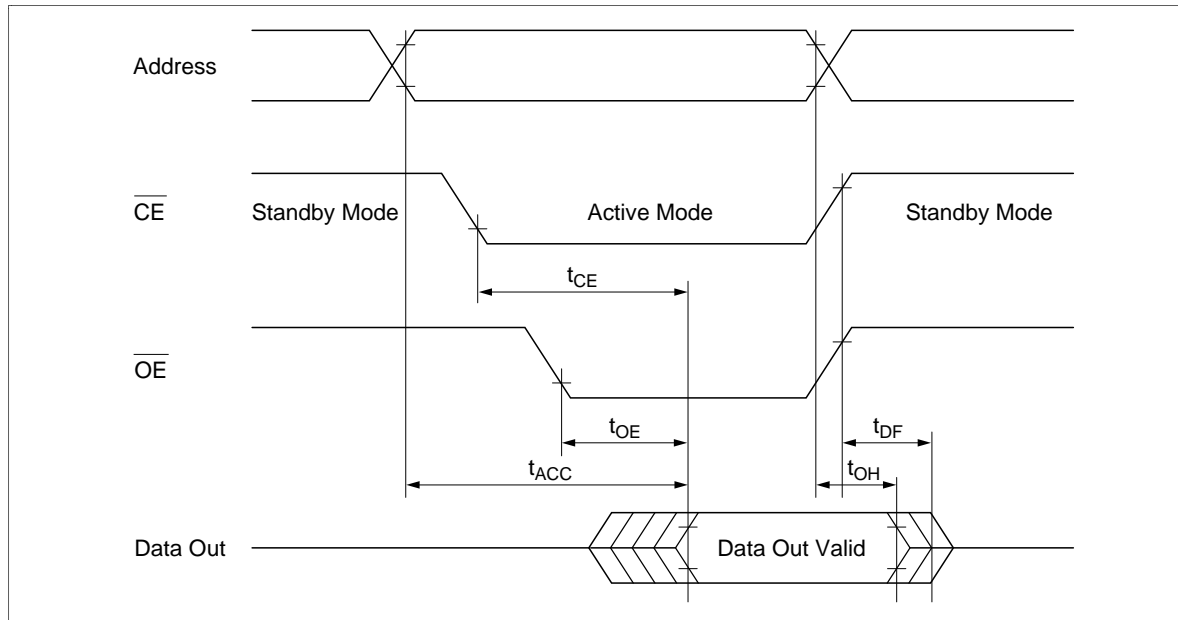 Address
CE
Standby Mode Active Mode Standby Mode
tCE
OE
tOE
tDF
tACC
tOH
Data Out
Data Out Valid